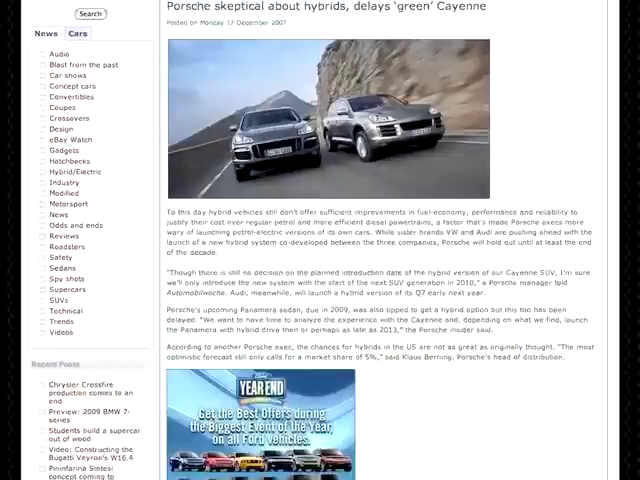 Porsche skeptical about hybrids, delays ‘green’ Cayenne
Posted on Monday 17 December 2007
Search
News
Cars
Audio
Blast from the past
Car shows
Concept cars
Convertibles
Coupes
Crossovers
Design
eBay Watch
Gadgets
Hatchbacks
Hybrid/Electric
Industry
Modified
Motorsport
News
Odds and ends
Reviews
Roadsters
Safety
Sedans
Spy shots
Supercars
SUVs
Technical
Trends
Videos
Recent Posts
Chrysler Crossfire
production comes to an
end
Preview: 2009 BMW 7-
series
Students build a supercar
out of wood
Video: Constructing the
Bugatti Veyron's W16.4
Pininfarina Sintesi
concept coming to
To this day hybrid vehicles still don't offer sufficient improvements in fuel-economy, performance and reliability to
justify their cost over regular petrol and more efficient diesel powertrains, a factor that's made Porsche execs more
wary of launching petrol-electric versions of its own cars. While sister brands VW and Audi are pushing ahead with the
launch of a new hybrid system co-developed between the three companies, Porsche will hold out until at least the end
of the decade.
“Though there is still no decision on the planned introduction date of the hybrid version of our Cayenne SUV, I'm sure
we'll only introduce the new system with the start of the next SUV generation in 2010,” a Porsche manager told
Automobilwoche. Audi, meanwhile, will launch a hybrid version of its Q7 early next year.
Porsche's upcoming Panamera sedan, due in 2009, was also tipped to get a hybrid option but this too has been
delayed. “We want to have time to analyze the experience with the Cayenne and, depending on what we find, launch
the Panamera with hybrid drive then or perhaps as late as 2013,” the Porsche insider said.
According to another Porsche exec, the chances for hybrids in the US are not as great as originally thought. “The most
optimistic forecast still only calls for a market share of 5%,” said Klaus Berning, Porsche's head of distribution.
Ford
YEAR END
Get the Best Offers during
the Biggest Event of the Year,
on all Ford vehicles.